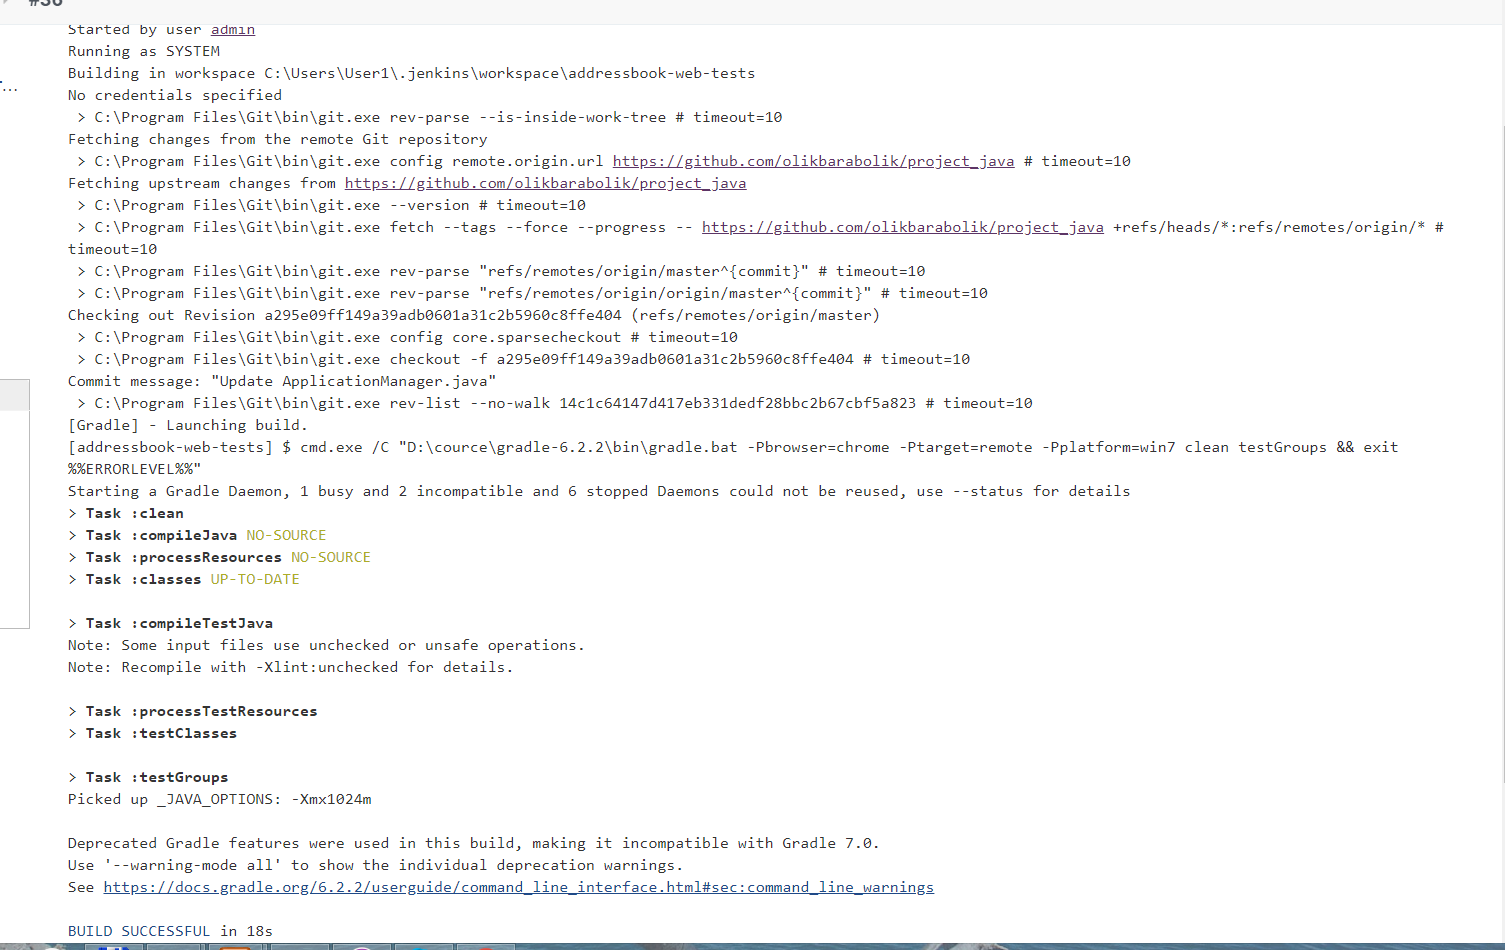 #36
Started by user admin
Running as SYSTEM
Building in workspace C:\Users\User1\.jenkins\workspace\addressbook-web-tests
No credentials specified
> C:\Program Files\Git\bin\git.exe rev-parse --is-inside-work-tree # timeout=10
Fetching changes from the remote Git repository
> C:\Program Files\Git\bin\git.exe config remote.origin.url https://github.com/olikbarabolik/project_java # timeout=10
Fetching upstream changes from https://github.com/olikbarabolik/project_java
> C:\Program Files\Git\bin\git.exe --version # timeout=10
> C:\Program Files\Git\bin\git.exe fetch --tags --force --progress -- https://github.com/olikbarabolik/project_java +refs/heads/*:refs/remotes/origin/* #
timeout=10
> C:\Program Files\Git\bin\git.exe rev-parse "refs/remotes/origin/master^{commit}" # timeout=10
> C:\Program Files\Git\bin\git.exe rev-parse "refs/remotes/origin/origin/master^{commit}" # timeout=10
Checking out Revision a295e09ff149a39adb0601a31c2b5960c8ffe404 (refs/remotes/origin/master)
> C:\Program Files\Git\bin\git.exe config core.sparsecheckout # timeout=10
> C:\Program Files\Git\bin\git.exe checkout -f a295e09ff149a39adb0601a31c2b5960c8ffe404 # timeout=10
Commit message: "Update ApplicationManager.java"
> C:\Program Files\Git\bin\git.exe rev-list --no-walk 14c1c64147d417eb331dedf28bbc2b67cbf5a823 # timeout=10
[Gradle] - Launching build.
[addressbook-web-tests] $ cmd.exe /C "D:\cource\gradle-6.2.2\bin\gradle.bat -Pbrowser=chrome -Ptarget=remote -Pplatform=win7 clean testGroups && exit
%%ERRORLEVEL%%"
Starting a Gradle Daemon, 1 busy and 2 incompatible and 6 stopped Daemons could not be reused, use --status for details
> Task :clean
> Task :compileJava NO-SOURCE
> Task :processResources NO-SOURCE
> Task :classes UP-TO-DATE
> Task :compileTestJava
Note: Some input files use unchecked or unsafe operations.
Note: Recompile with -Xlint:unchecked for details.
> Task :processTestResources
> Task :testClasses
> Task :testGroups
Picked up _JAVA_OPTIONS: -Xmx1024m
Deprecated Gradle features were used in this build, making it incompatible with Gradle 7.0.
Use '--warning-mode all' to show the individual deprecation warnings.
See https://docs.gradle.org/6.2.2/userguide/command_line_interface.html#sec:command_line_warnings
BUILD SUCCESSFUL in 18s